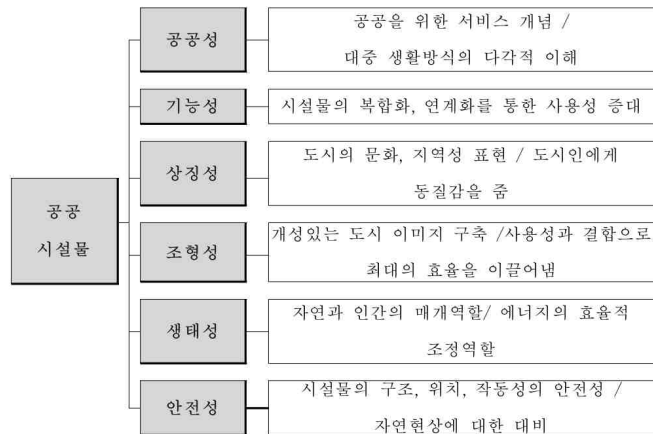 공공
시설물
공공성
공공을 위한 서비스 개념 /
대중 생활방식의 다각적 이해
기능성
시설물의 복합화, 연계화를 통한 사용성 증대
상징성
도시의 문화, 지역성 표현 / 도시인에게
동질감을 줌
조형성
개성있는 도시 이미지 구축 /사용성과 결합으로
최대의 효율을 이끌어냄
생태성
자연과 인간의 매개역할/ 에너지의 효율적
조정역할
안전성
시설물의 구조, 위치, 작동성의 안전성 /
자연현상에 대한 대비